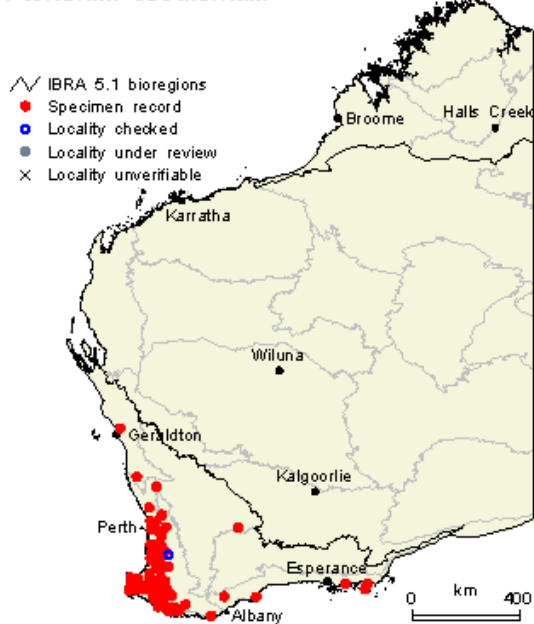 IBRA 5.1 bioregions
Specimen record
Locality checked
Locality under review
Locality unverifiable
Broome
Halls Creek
Karratha
Wiluna
Geraldton
Kalgoorlie
Perth
Esperance
Albany
km
0 400